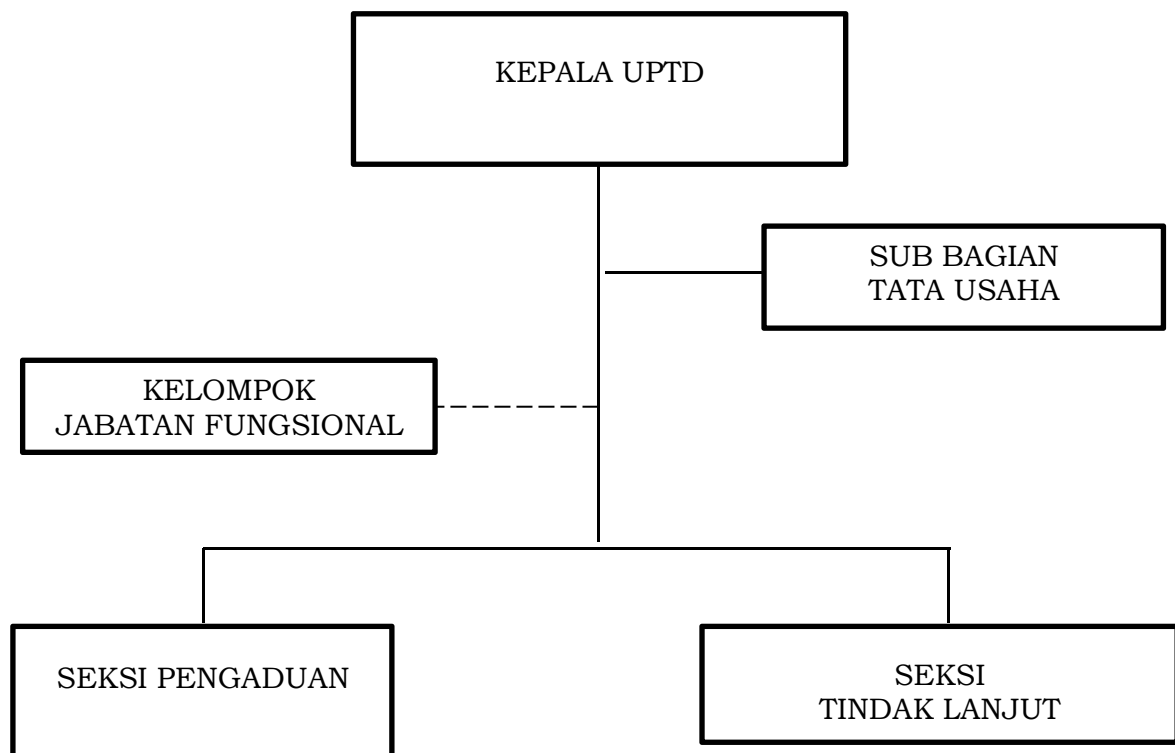 KEPALA UPTD
SUB BAGIAN
TATA USAHA
KELOMPOK
JABATAN FUNGSIONAL
SEKSI PENGADUAN
SEKSI
TINDAK LANJUT